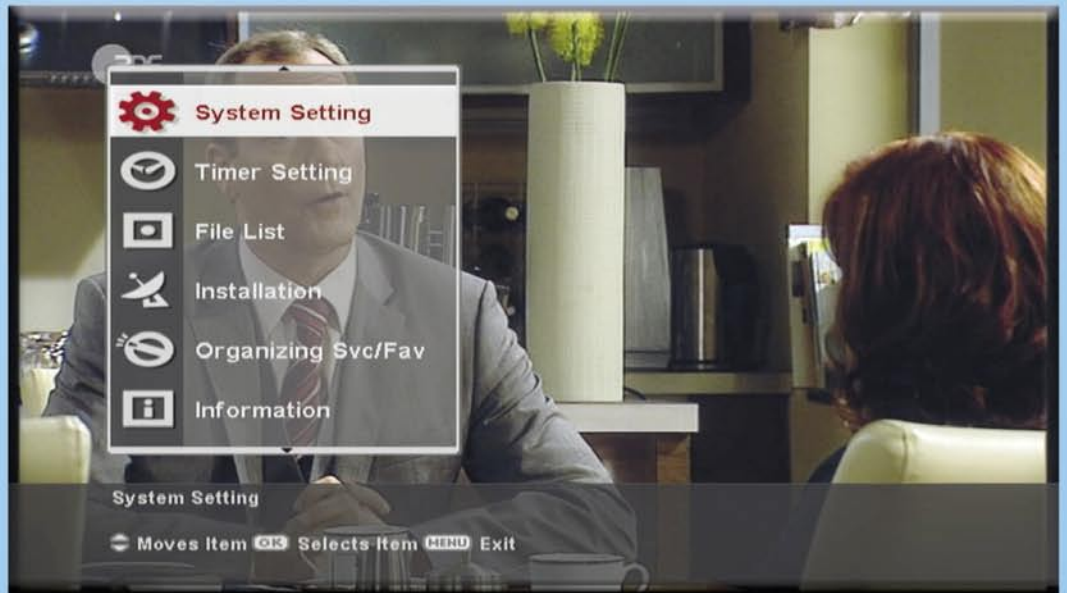 System Setting
Timer Setting
File List
Installation
Organizing Svc/Fav
Information
System Setting
Moves Item OK Selects Item MENU Exit